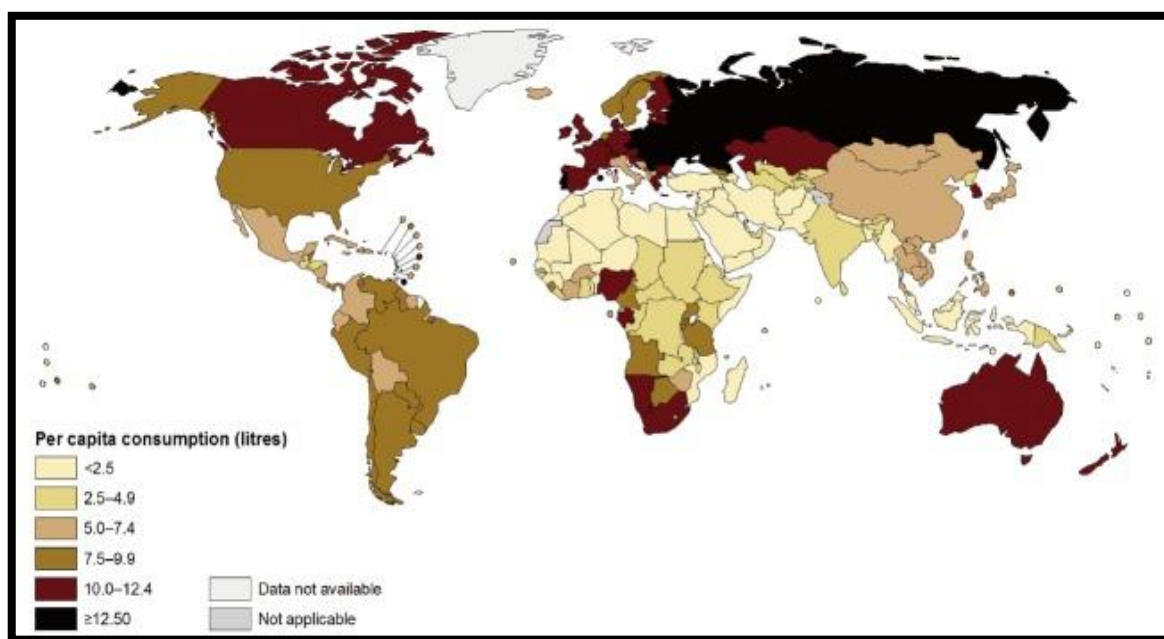 Per capita consumption (litres)
<2.5
2.5–4.9
5.0–7.4
7.5–9.9
10.0–12.4
≥12.50
Data not available
Not applicable